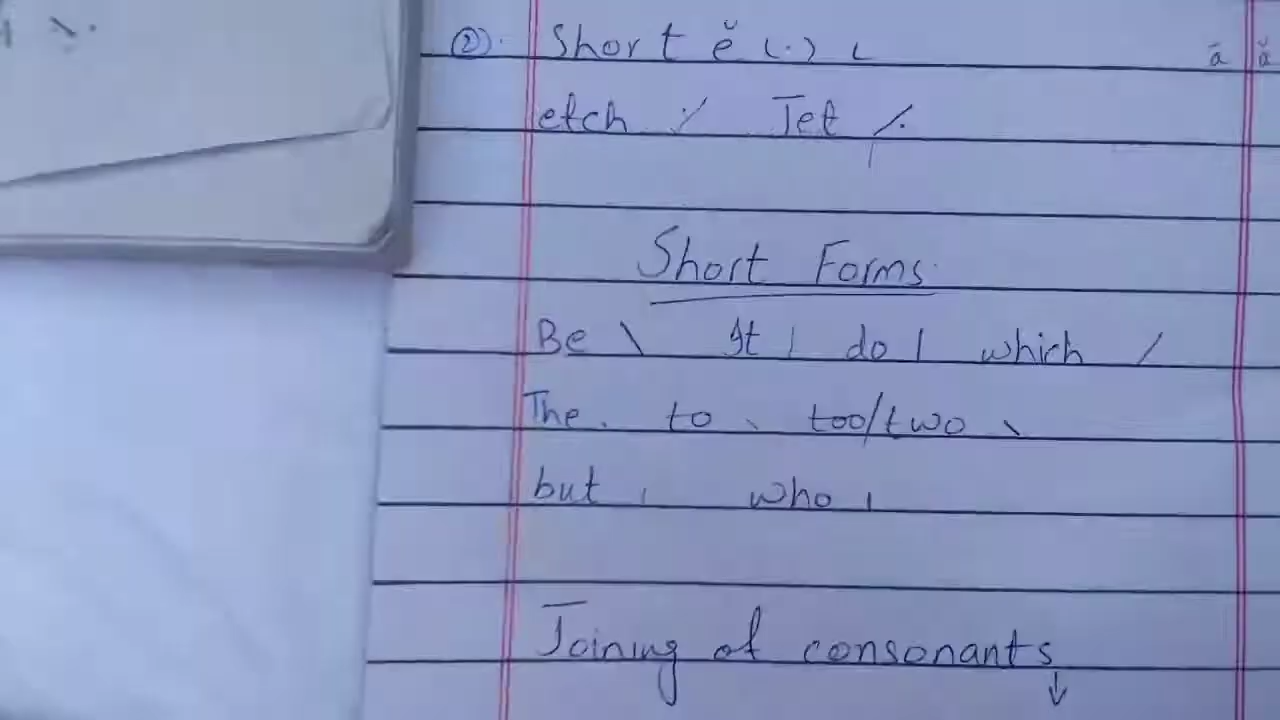 ②. Short ĕ (.) ( ā ă
etch Jet
Short Forms.
Be \ It | do | which /
The . to \ too/two \
but ı who ı
Joining of consonants
↓